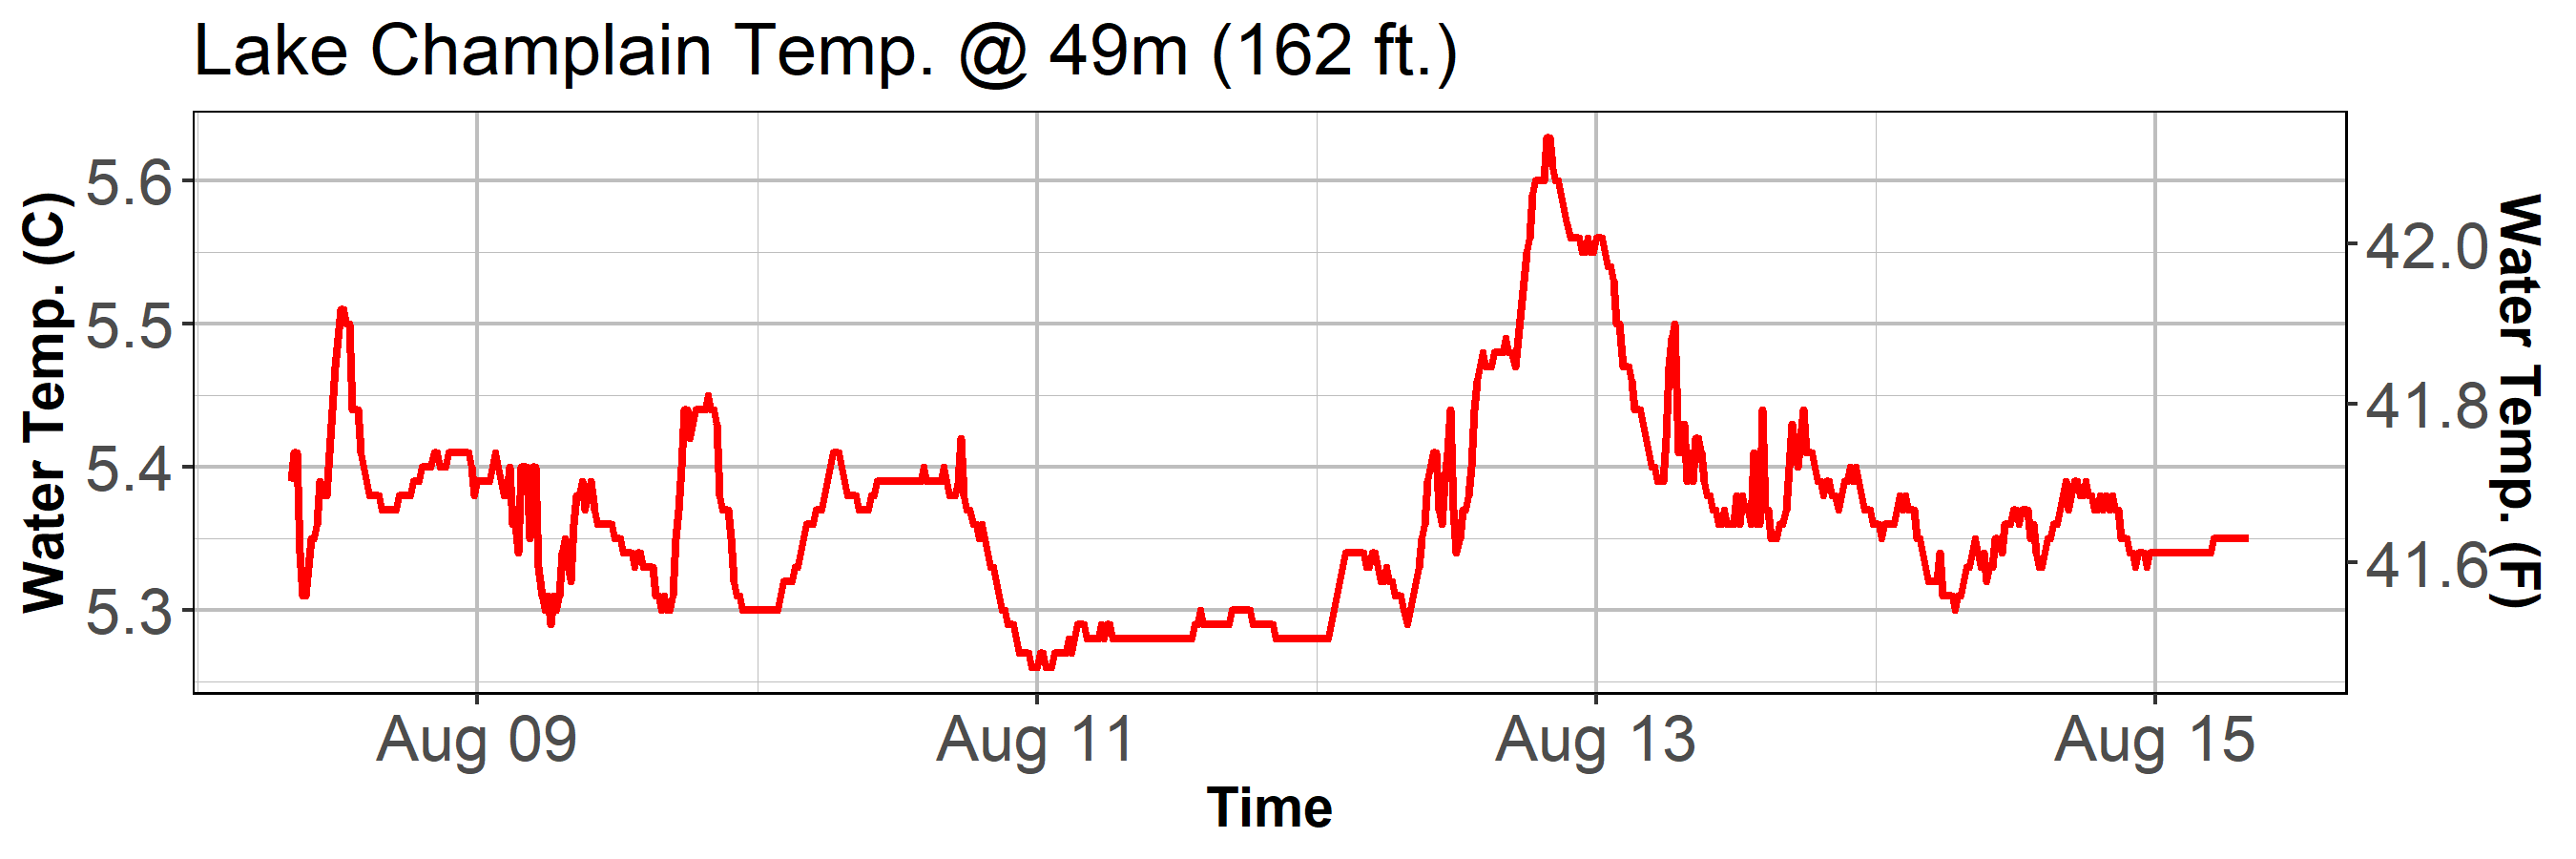 Lake Champlain Temp. @ 49m (162 ft.)
Water Temp. (C)
5.6
5.5
5.4
5.3
42.0
41.8
41.6
Water Temp. (F)
Aug 09
Aug 11
Aug 13
Aug 15
Time